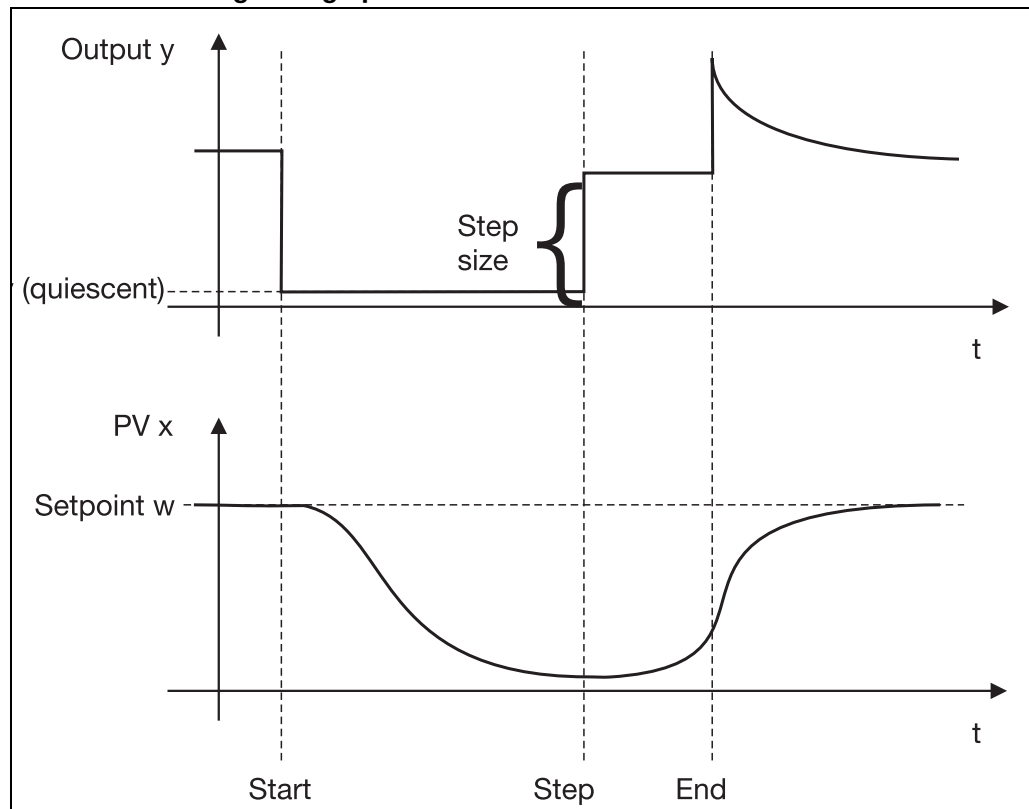 Output y
Step
size
(quiescent)
t
PV x
Setpoint w
t
Start
Step
End